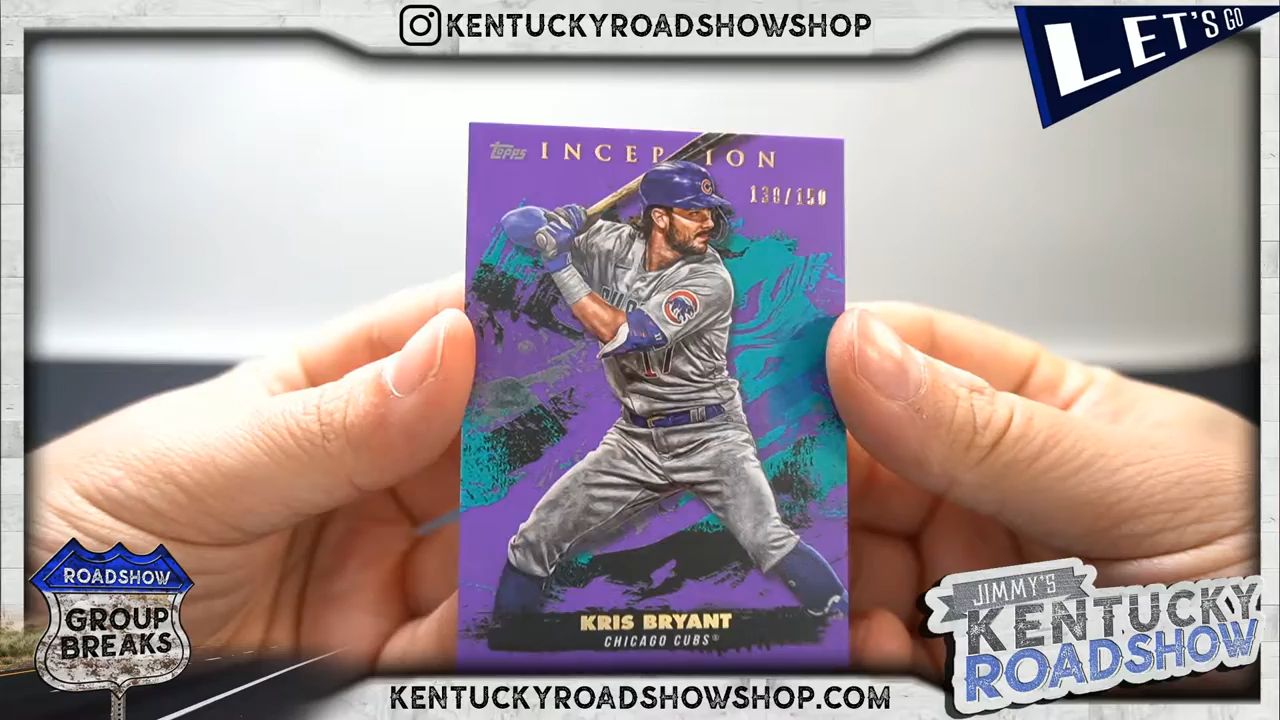 KENTUCKYROADSHOWSHOP
LET'S GO
Topps INCEPTION
130/150
C
17
KRIS BRYANT
CHICAGO CUBS®
ROADSHOW
GROUP
BREAKS
JIMMY'S
KENTUCKY
ROADSHOW
KENTUCKYROADSHOWSHOP.COM